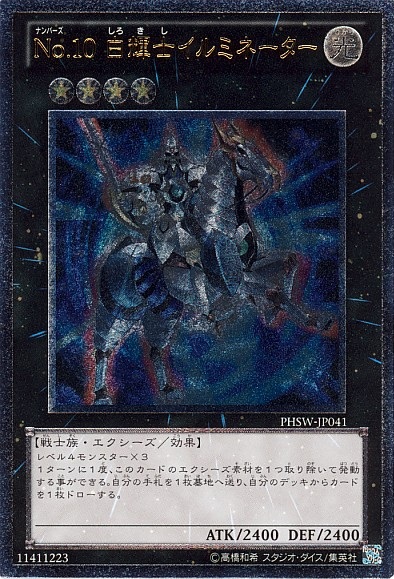 ナンバーズ しろきし
No.10 白輝士イルミネーター 光
PHSW-JP041
【戦士族・エクシーズ/効果】
レベル4モンスター×3
1ターンに1度、このカードのエクシーズ素材を1つ取り除いて発動
する事ができる。自分の手札を1枚墓地へ送り、自分のデッキからカード
を1枚ドローする。
ATK/2400 DEF/2400
11411223 ©高橋和希 スタジオ・ダイス/集英社